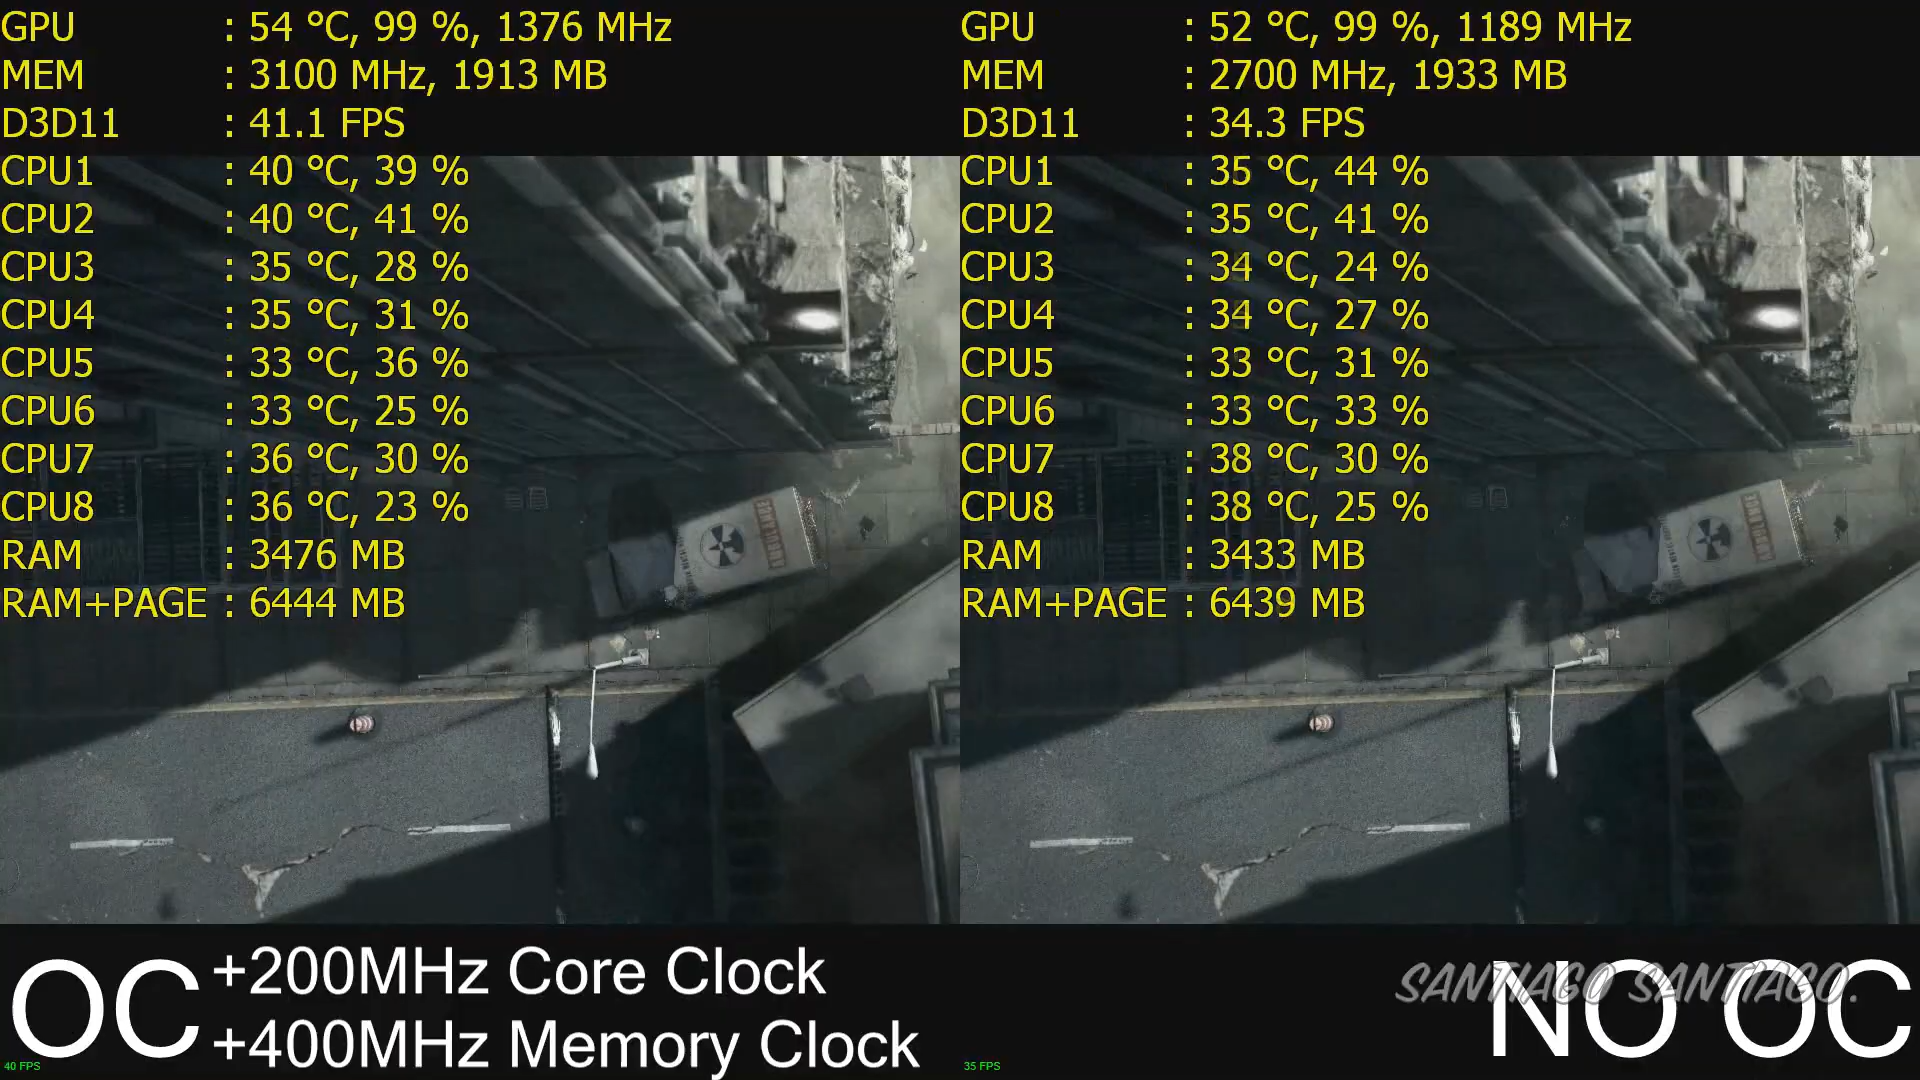 GPU : 54 °C, 99 %, 1376 MHz
MEM : 3100 MHz, 1913 MB
D3D11 : 41.1 FPS
CPU1 : 40 °C, 39 %
CPU2 : 40 °C, 41 %
CPU3 : 35 °C, 28 %
CPU4 : 35 °C, 31 %
CPU5 : 33 °C, 36 %
CPU6 : 33 °C, 25 %
CPU7 : 36 °C, 30 %
CPU8 : 36 °C, 23 %
RAM : 3476 MB
RAM+PAGE : 6444 MB
OC
+200MHz Core Clock
+400MHz Memory Clock
40 FPS
GPU : 52 °C, 99 %, 1189 MHz
MEM : 2700 MHz, 1933 MB
D3D11 : 34.3 FPS
CPU1 : 35 °C, 44 %
CPU2 : 35 °C, 41 %
CPU3 : 34 °C, 24 %
CPU4 : 34 °C, 27 %
CPU5 : 33 °C, 31 %
CPU6 : 33 °C, 33 %
CPU7 : 38 °C, 30 %
CPU8 : 38 °C, 25 %
RAM : 3433 MB
RAM+PAGE : 6439 MB
SANTIAGO SANTIAGO.
NO OC
35 FPS